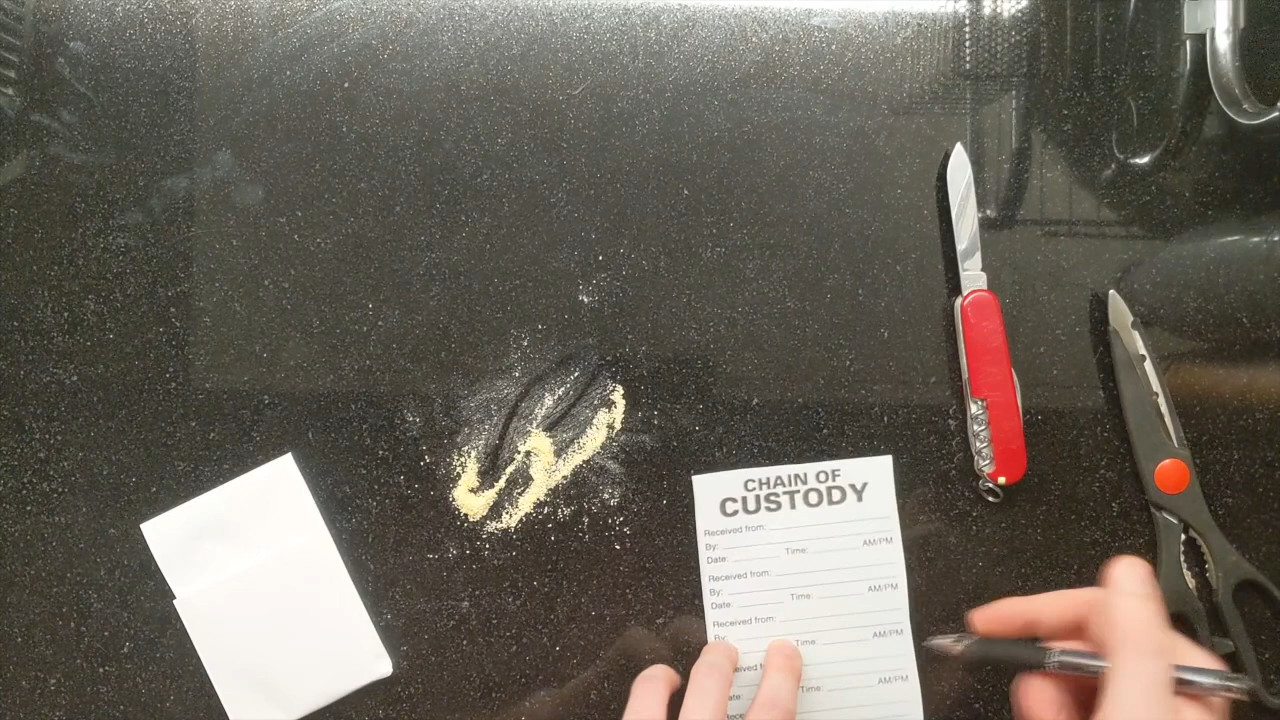 CHAIN OF
CUSTODY
Received from:
By:
Date: Time: AM/PM
Received from:
By:
Date: Time: AM/PM
Received from:
By:
Time: AM/PM
Time: AM/PM